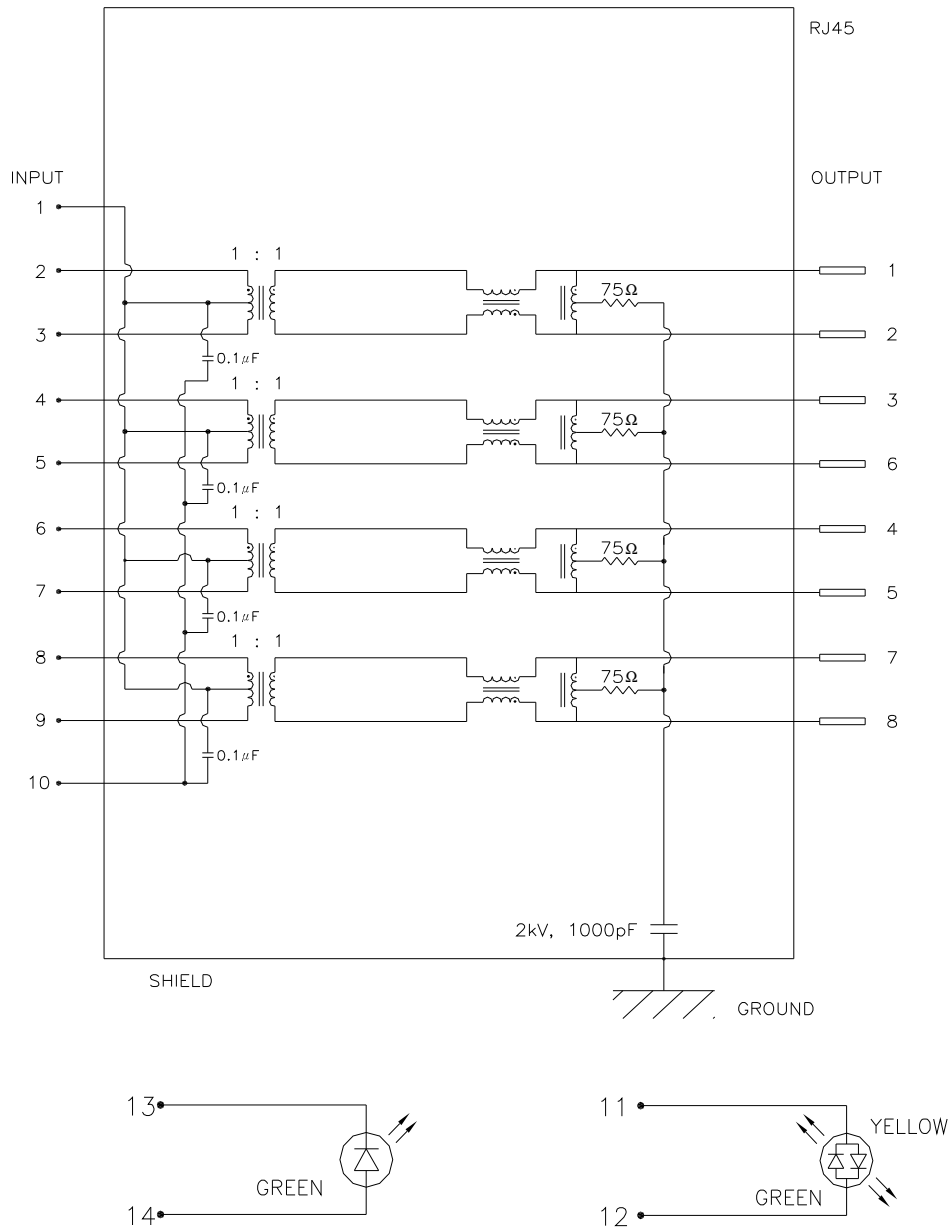 RJ45
INPUT
OUTPUT
1
1 : 1
2
1
75Ω
3
2
0.1μF
1 : 1
4
3
75Ω
5
6
0.1μF
1 : 1
6
4
75Ω
7
5
0.1μF
1 : 1
8
7
75Ω
9
8
0.1μF
10
2kV, 1000pF
SHIELD
GROUND
13
11
YELLOW
GREEN
GREEN
14
12